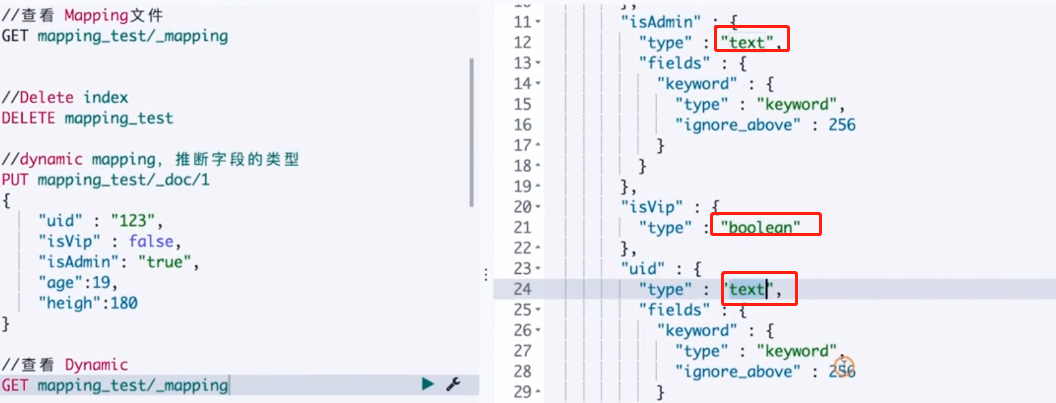 //查看 Mapping文件
GET mapping_test/_mapping
//Delete index
DELETE mapping_test
//dynamic mapping, 推断字段的类型
PUT mapping_test/_doc/1
{
"uid" : "123",
"isVip" : false,
"isAdmin": "true",
"age":19,
"heigh":180
}
//查看 Dynamic
GET mapping_test/_mapping
10 },
11 "isAdmin" : {
12 "type" : "text",
13 "fields" : {
14 "keyword" : {
15 "type" : "keyword",
16 "ignore_above" : 256
17 }
18 }
19 },
20 "isVip" : {
21 "type" : "boolean"
22 },
23 "uid" : {
24 "type" : "text",
25 "fields" : {
26 "keyword" : {
27 "type" : "keyword",
28 "ignore_above" : 256
29 }